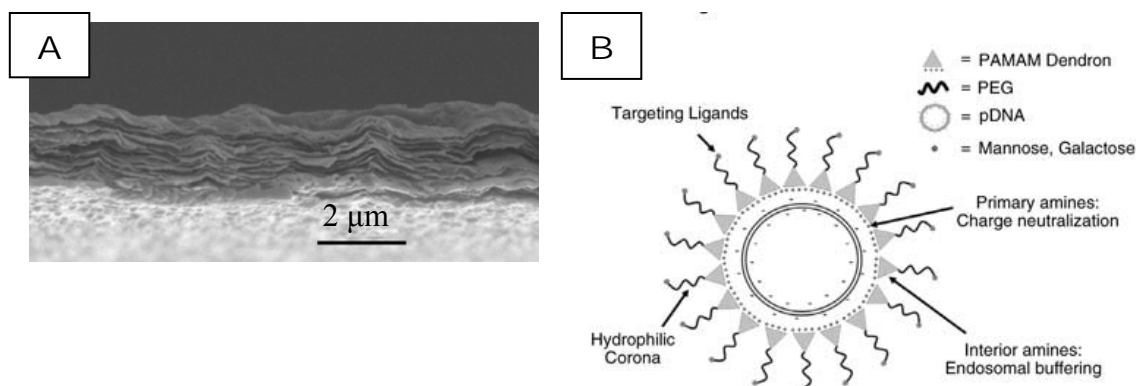 A
2 μm
B
= PAMAM Dendron
= PEG
= pDNA
= Mannose, Galactose
Targeting Ligands
Primary amines:
Charge neutralization
Hydrophilic
Corona
Interior amines:
Endosomal buffering